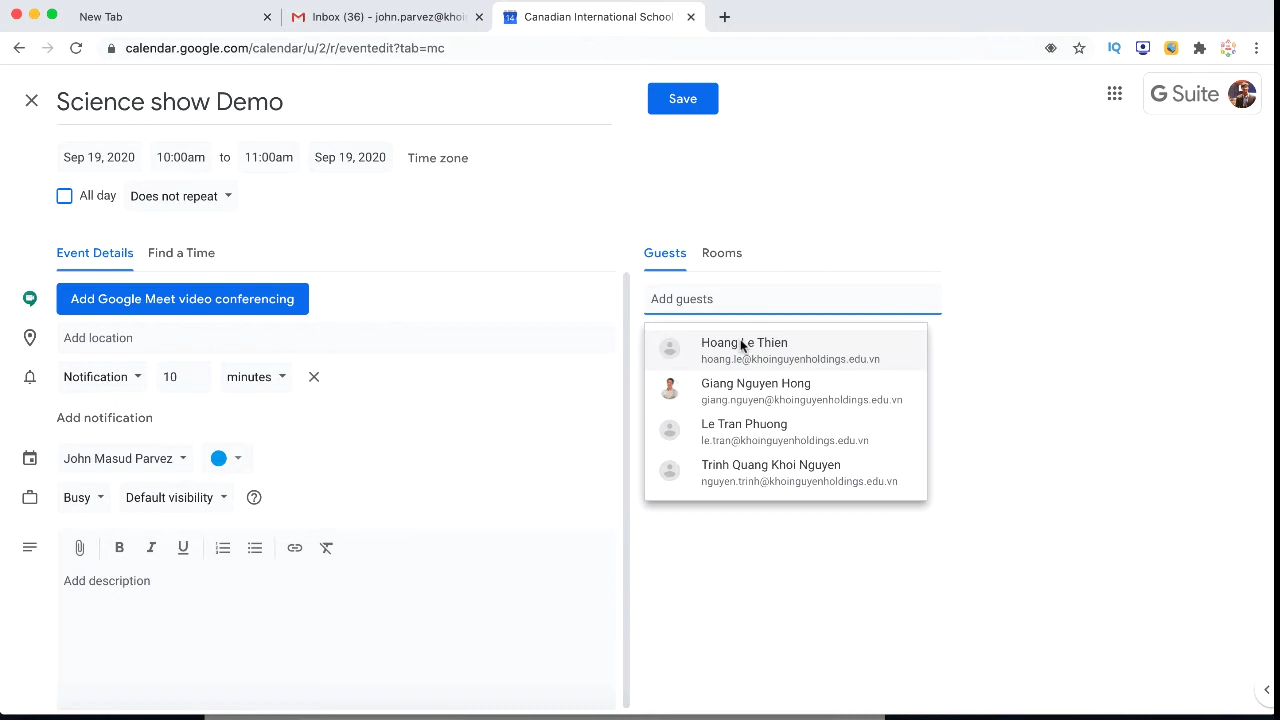 New Tab
Inbox (36) - john.parvez@khoi
Canadian International School
calendar.google.com/calendar/u/2/r/eventedit?tab=mc
IQ
Science show Demo
Save
G Suite
Sep 19, 2020 10:00am to 11:00am Sep 19, 2020 Time zone
All day Does not repeat
Event Details Find a Time
Guests Rooms
Add Google Meet video conferencing
Add guests
Add location
Hoang Le Thien
hoang.le@khoinguyenholdings.edu.vn
Notification 10 minutes
Giang Nguyen Hong
giang.nguyen@khoinguyenholdings.edu.vn
Add notification
Le Tran Phuong
le.tran@khoinguyenholdings.edu.vn
John Masud Parvez
Trinh Quang Khoi Nguyen
nguyen.trinh@khoinguyenholdings.edu.vn
Busy Default visibility
B I U
Add description